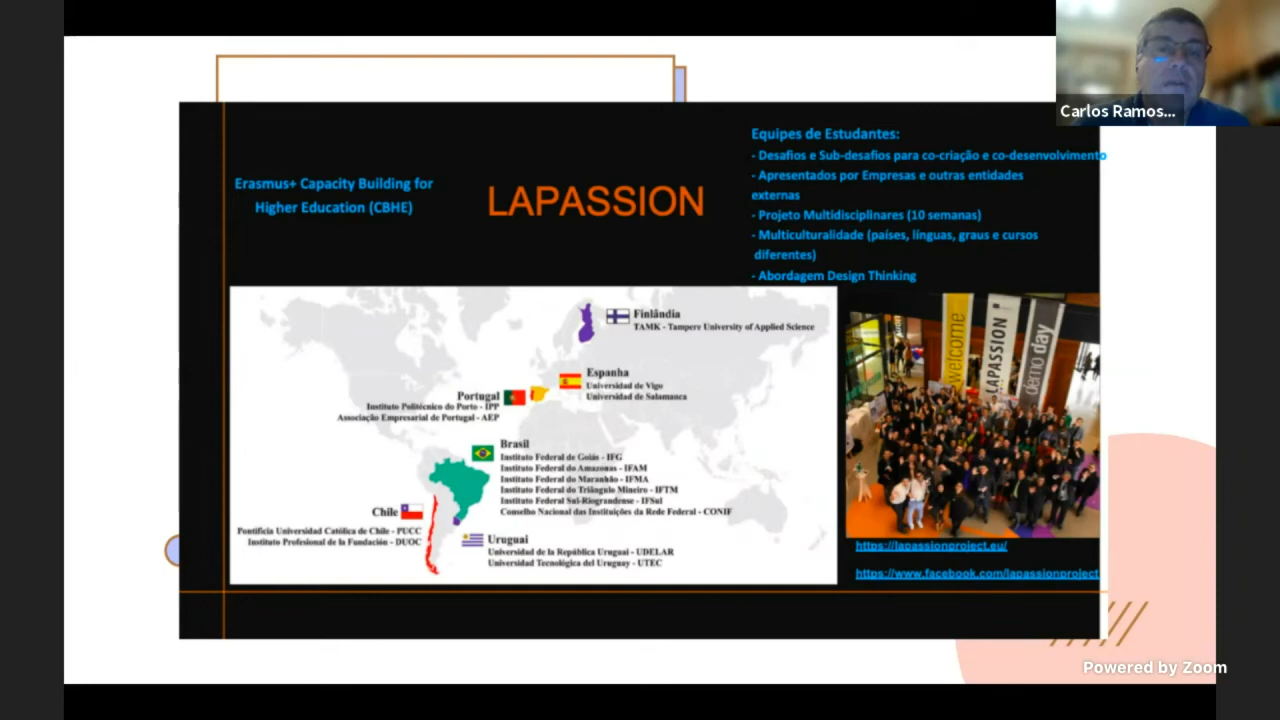 Carlos Ramos...
Equipes de Estudantes:
- Desafios e Sub-desafios para co-criação e co-desenvolvimento
- Apresentados por Empresas e outras entidades
externas
- Projeto Multidisciplinares (10 semanas)
- Multiculturalidade (países, línguas, graus e cursos
diferentes)
- Abordagem Design Thinking
Erasmus+ Capacity Building for
Higher Education (CBHE)
LAPASSION
Finlândia
TAMK - Tampere University of Applied Science
Espanha
Universidad de Vigo
Universidad de Salamanca
Portugal
Instituto Politécnico do Porto - IPP
Associação Empresarial de Portugal - AEP
Brasil
Instituto Federal de Goiás - IFG
Instituto Federal do Amazonas - IFAM
Instituto Federal do Maranhão - IFMA
Instituto Federal do Triângulo Mineiro - IFTM
Instituto Federal Sul-Riograndense - IFSul
Conselho Nacional das Instituições da Rede Federal - CONIF
Chile
Pontificia Universidad Católica de Chile - PUCC
Instituto Profesional de la Fundación - DUOC
Uruguai
Universidad de la República Uruguai - UDELAR
Universidad Tecnológica del Uruguay - UTEC
welcome
LAPASSION
demo day
https://lapassionproject.eu/
https://www.facebook.com/lapassionproject
Powered by Zoom